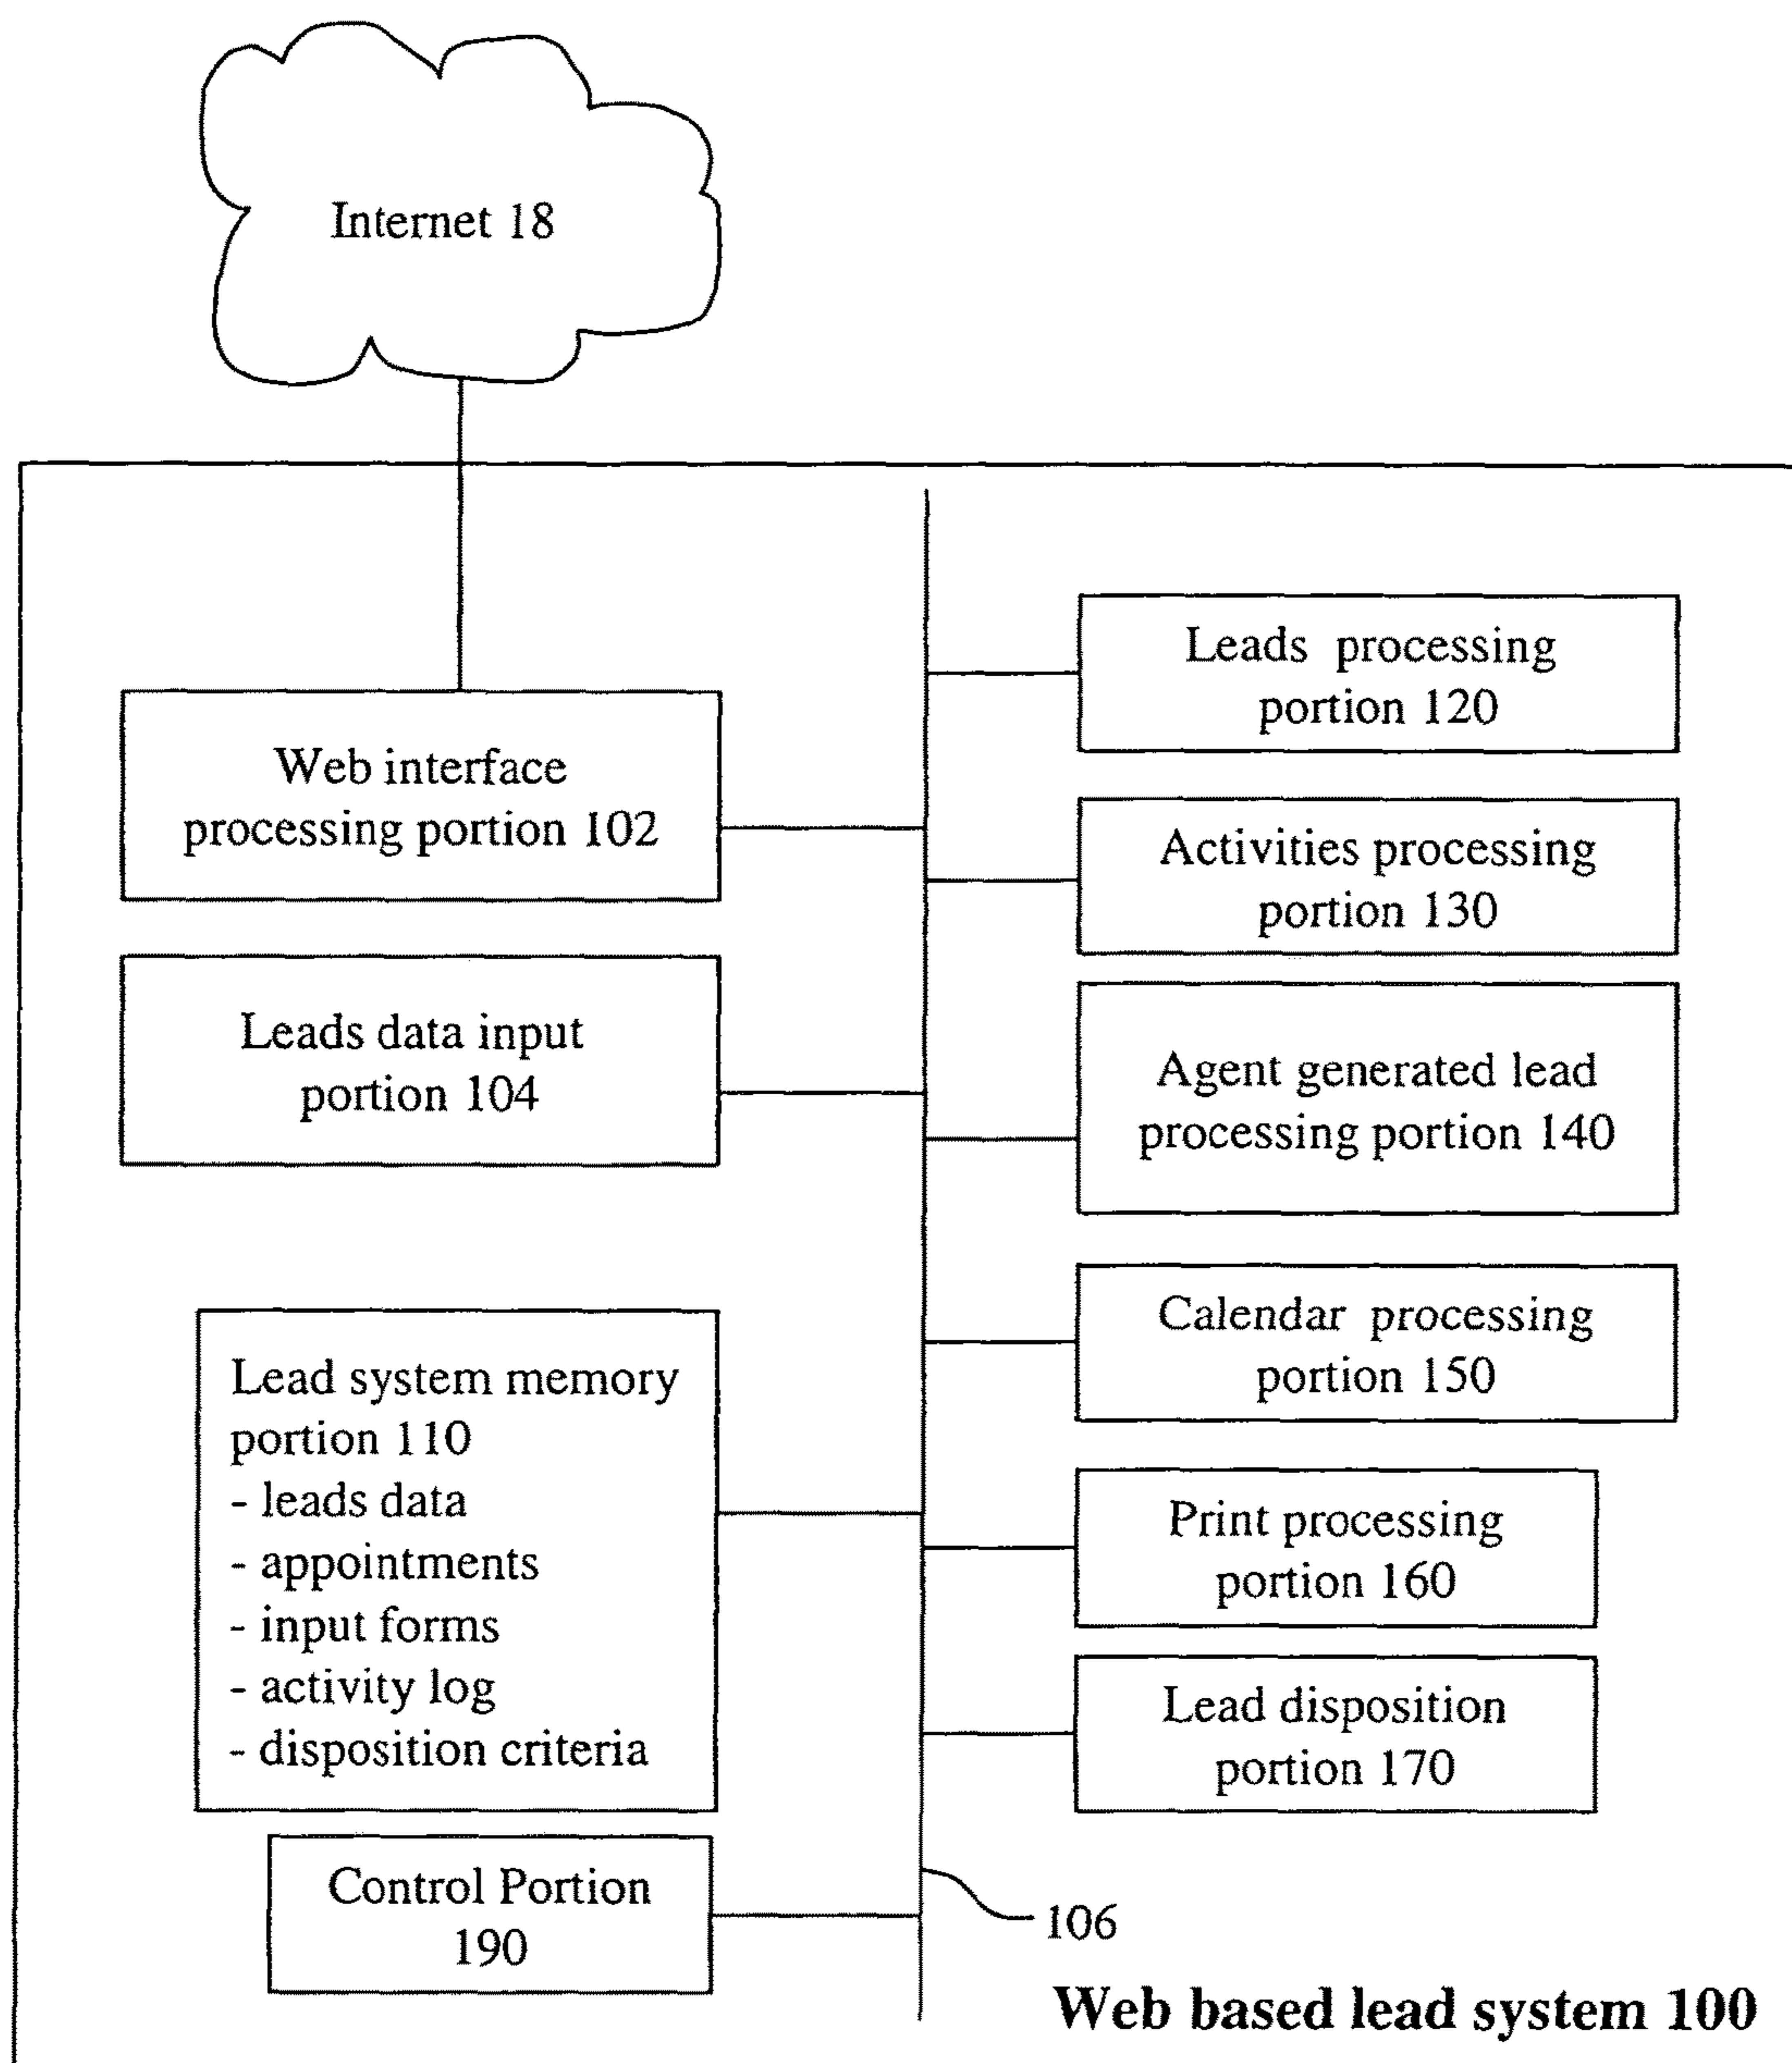 Internet 18
Web interface
processing portion 102
Leads data input
portion 104
Lead system memory
portion 110
- leads data
- appointments
- input forms
- activity log
- disposition criteria
Control Portion
190
Leads processing
portion 120
Activities processing
portion 130
Agent generated lead
processing portion 140
Calendar processing
portion 150
Print processing
portion 160
Lead disposition
portion 170
106
Web based lead system 100